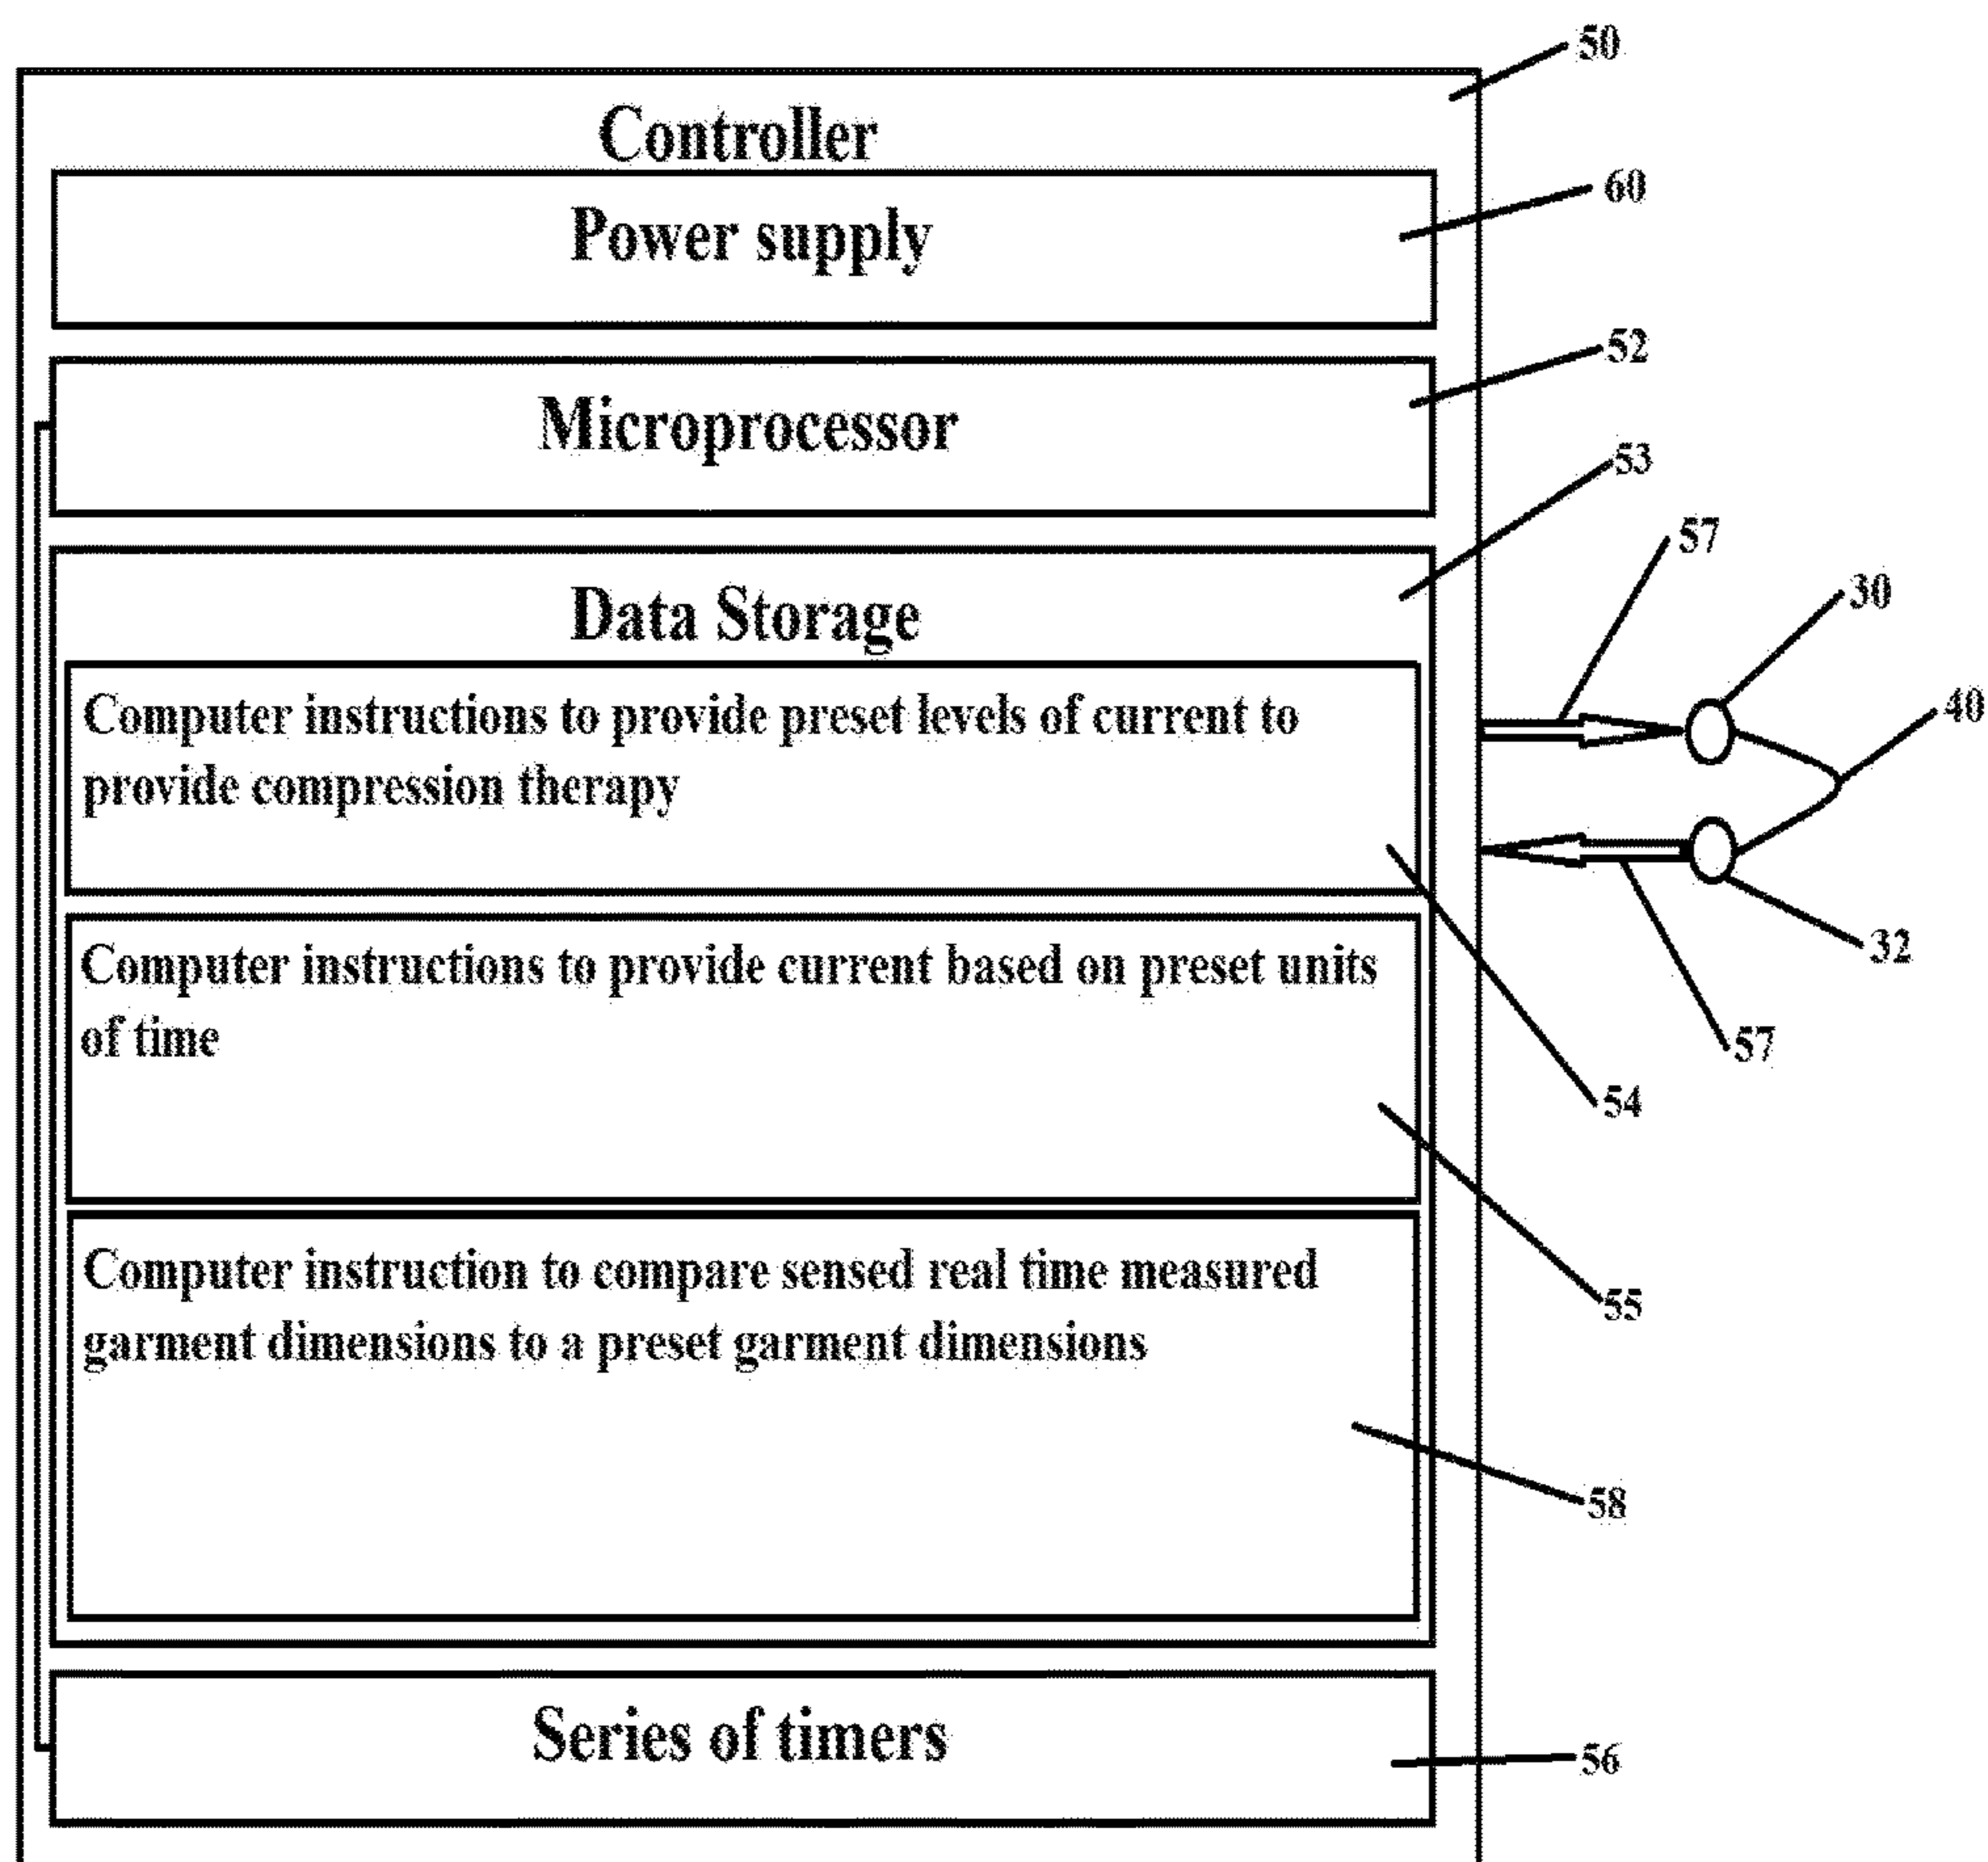 50
Controller
60
Power supply
52
Microprocessor
53
57
30
Data Storage
40
Computer instructions to provide preset levels of current to
provide compression therapy
32
Computer instructions to provide current based on preset units
of time
57
54
Computer instruction to compare sensed real time measured
55
garment dimensions to a preset garment dimensions
58
Series of timers
56